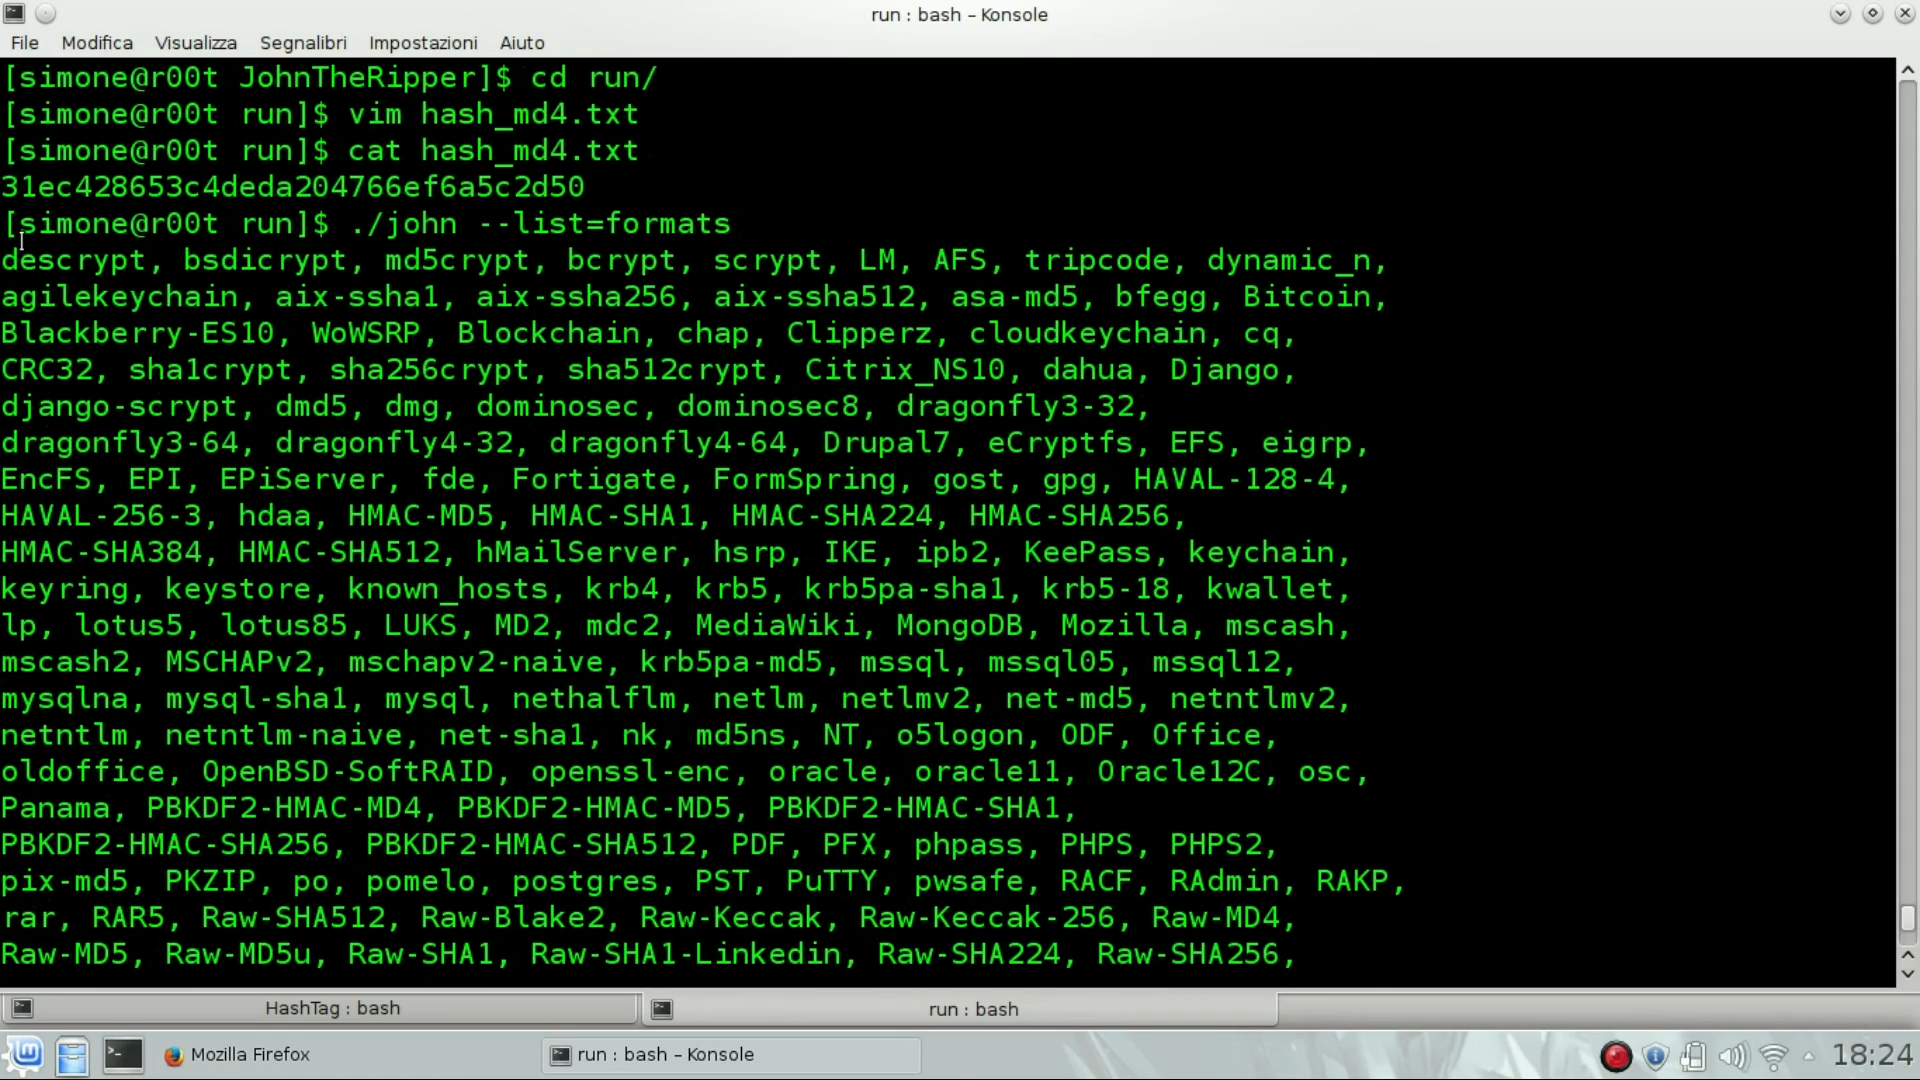 run : bash – Konsole
File Modifica Visualizza Segnalibri Impostazioni Aiuto
[simone@r00t JohnTheRipper]$ cd run/
[simone@r00t run]$ vim hash_md4.txt
[simone@r00t run]$ cat hash_md4.txt
31ec428653c4deda204766ef6a5c2d50
[simone@r00t run]$ ./john --list=formats
descrypt, bsdicrypt, md5crypt, bcrypt, scrypt, LM, AFS, tripcode, dynamic_n,
agilekeychain, aix-ssha1, aix-ssha256, aix-ssha512, asa-md5, bfegg, Bitcoin,
Blackberry-ES10, WoWSRP, Blockchain, chap, Clipperz, cloudkeychain, cq,
CRC32, sha1crypt, sha256crypt, sha512crypt, Citrix_NS10, dahua, Django,
django-scrypt, dmd5, dmg, dominosec, dominosec8, dragonfly3-32,
dragonfly3-64, dragonfly4-32, dragonfly4-64, Drupal7, eCryptfs, EFS, eigrp,
EncFS, EPI, EPiServer, fde, Fortigate, FormSpring, gost, gpg, HAVAL-128-4,
HAVAL-256-3, hdaa, HMAC-MD5, HMAC-SHA1, HMAC-SHA224, HMAC-SHA256,
HMAC-SHA384, HMAC-SHA512, hMailServer, hsrp, IKE, ipb2, KeePass, keychain,
keyring, keystore, known_hosts, krb4, krb5, krb5pa-sha1, krb5-18, kwallet,
lp, lotus5, lotus85, LUKS, MD2, mdc2, MediaWiki, MongoDB, Mozilla, mscash,
mscash2, MSCHAPv2, mschapv2-naive, krb5pa-md5, mssql, mssql05, mssql12,
mysqlna, mysql-sha1, mysql, nethalflm, netlm, netlmv2, net-md5, netntlmv2,
netntlm, netntlm-naive, net-sha1, nk, md5ns, NT, o5logon, ODF, Office,
oldoffice, OpenBSD-SoftRAID, openssl-enc, oracle, oracle11, Oracle12C, osc,
Panama, PBKDF2-HMAC-MD4, PBKDF2-HMAC-MD5, PBKDF2-HMAC-SHA1,
PBKDF2-HMAC-SHA256, PBKDF2-HMAC-SHA512, PDF, PFX, phpass, PHPS, PHPS2,
pix-md5, PKZIP, po, pomelo, postgres, PST, PuTTY, pwsafe, RACF, RAdmin, RAKP,
rar, RAR5, Raw-SHA512, Raw-Blake2, Raw-Keccak, Raw-Keccak-256, Raw-MD4,
Raw-MD5, Raw-MD5u, Raw-SHA1, Raw-SHA1-Linkedin, Raw-SHA224, Raw-SHA256,
HashTag : bash
run : bash
Mozilla Firefox
run : bash – Konsole
18:24